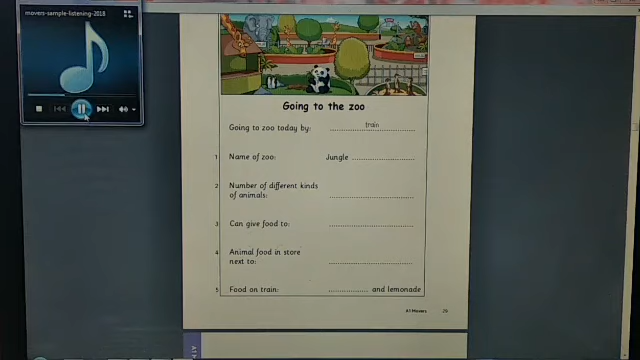 movers-sample-listening-2018
Going to the zoo
Going to zoo today by: train
1 Name of zoo: Jungle
2 Number of different kinds
of animals:
3 Can give food to:
4 Animal food in store
next to:
5 Food on train: and lemonade
A1 Movers 29